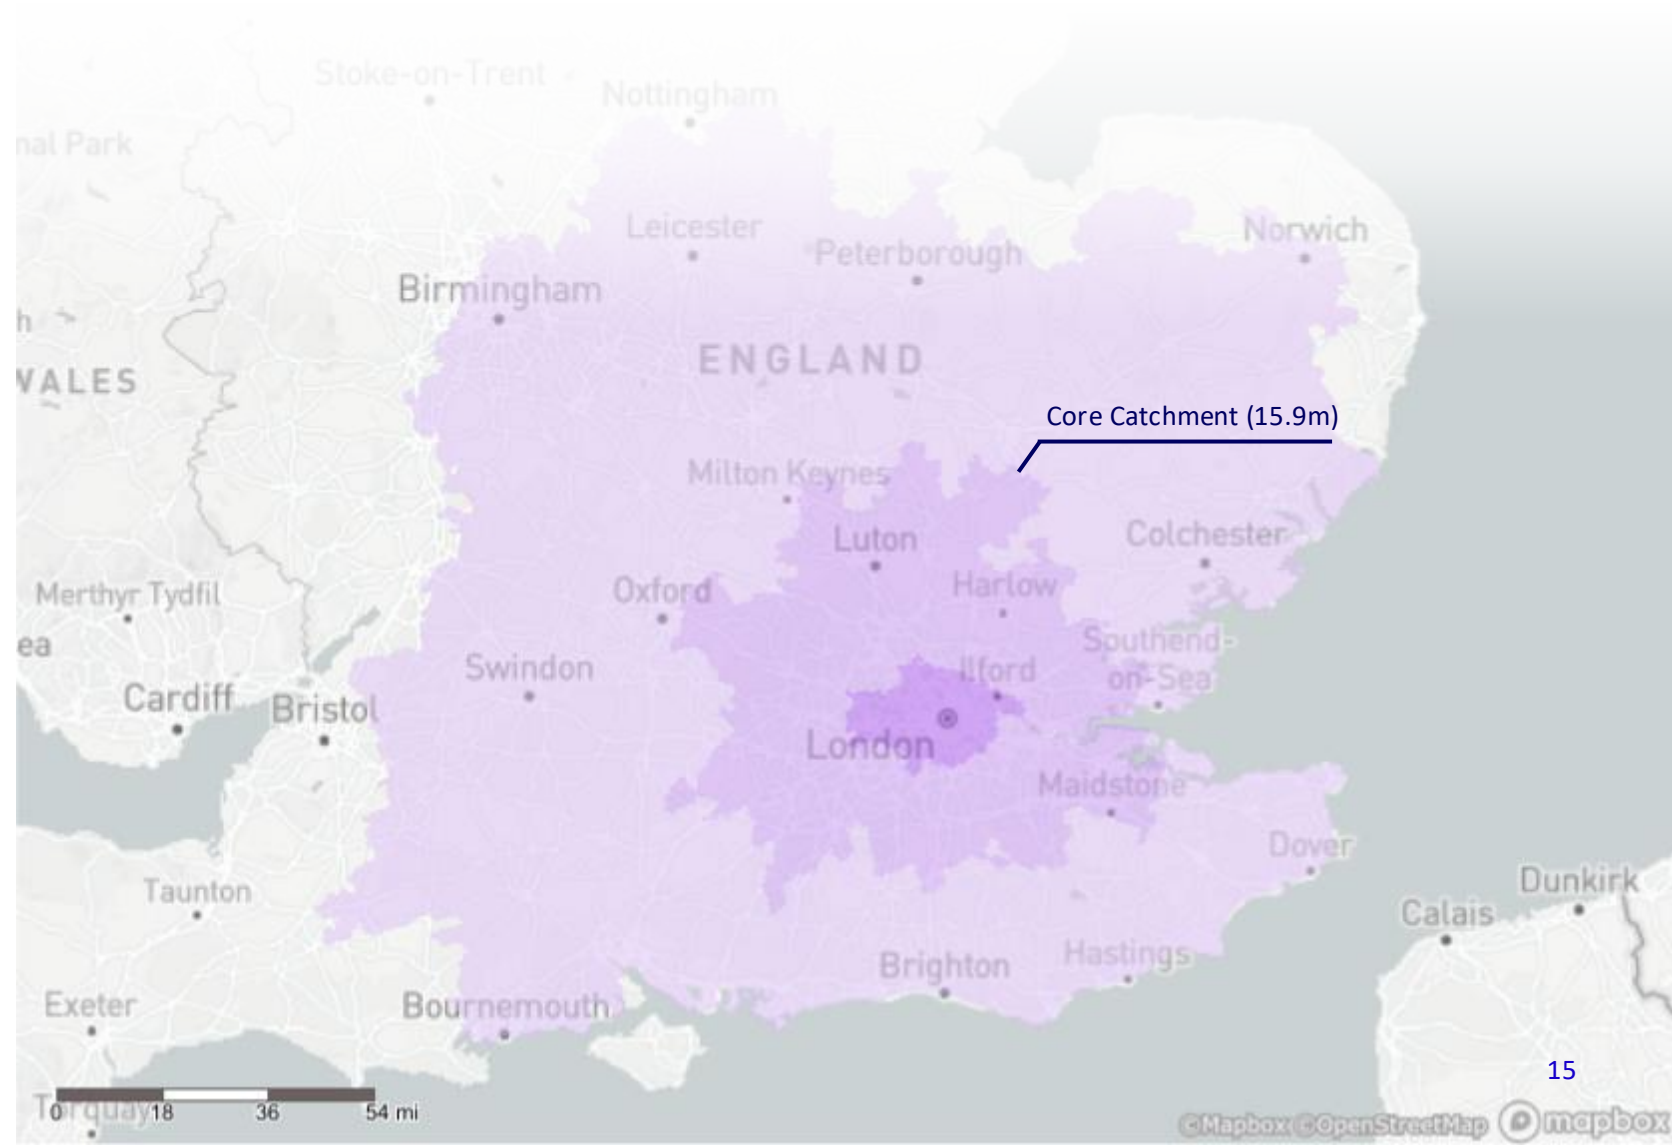 Stoke-on-Trent
Nottingham
nal Park
Leicester
Norwich
Peterborough
Birmingham
h
ENGLAND
WALES
Core Catchment (15.9m)
Milton Keynes
Luton
Colchester
Oxford
Harlow
Merthyr Tydfil
ea
Southend-
on-Sea
Swindon
Ilford
Cardiff
Bristol
London
Maidstone
Dover
Taunton
Dunkirk
Calais
Brighton
Hastings
Exeter
Bournemouth
15
Torquay
0 18 36 54 mi
©Mapbox ©OpenStreetMap mapbox